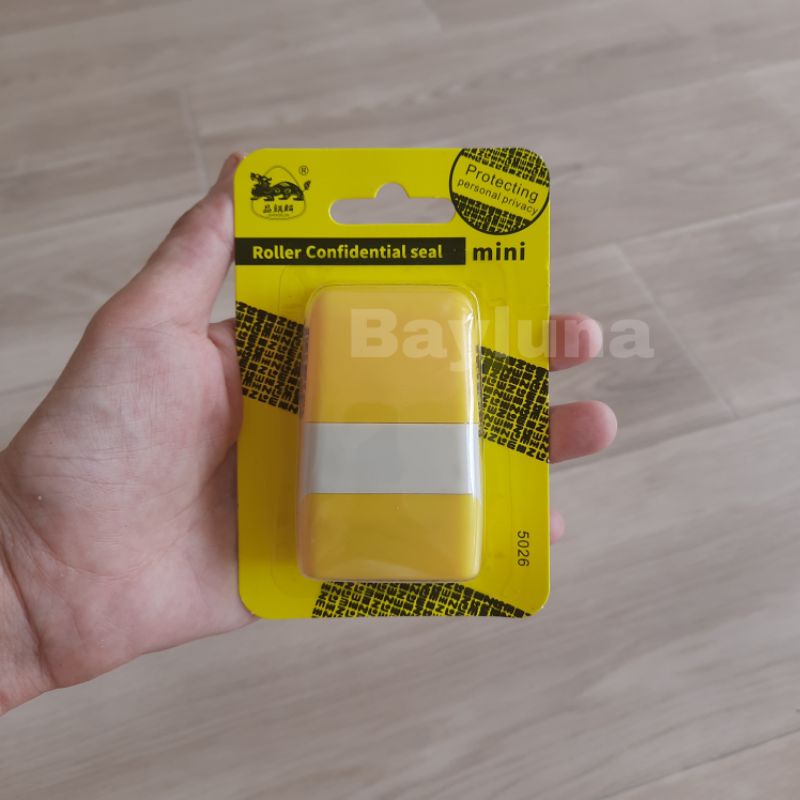 ®
Protecting
personal privacy
Roller Confidential seal
mini
Bayluna
5026